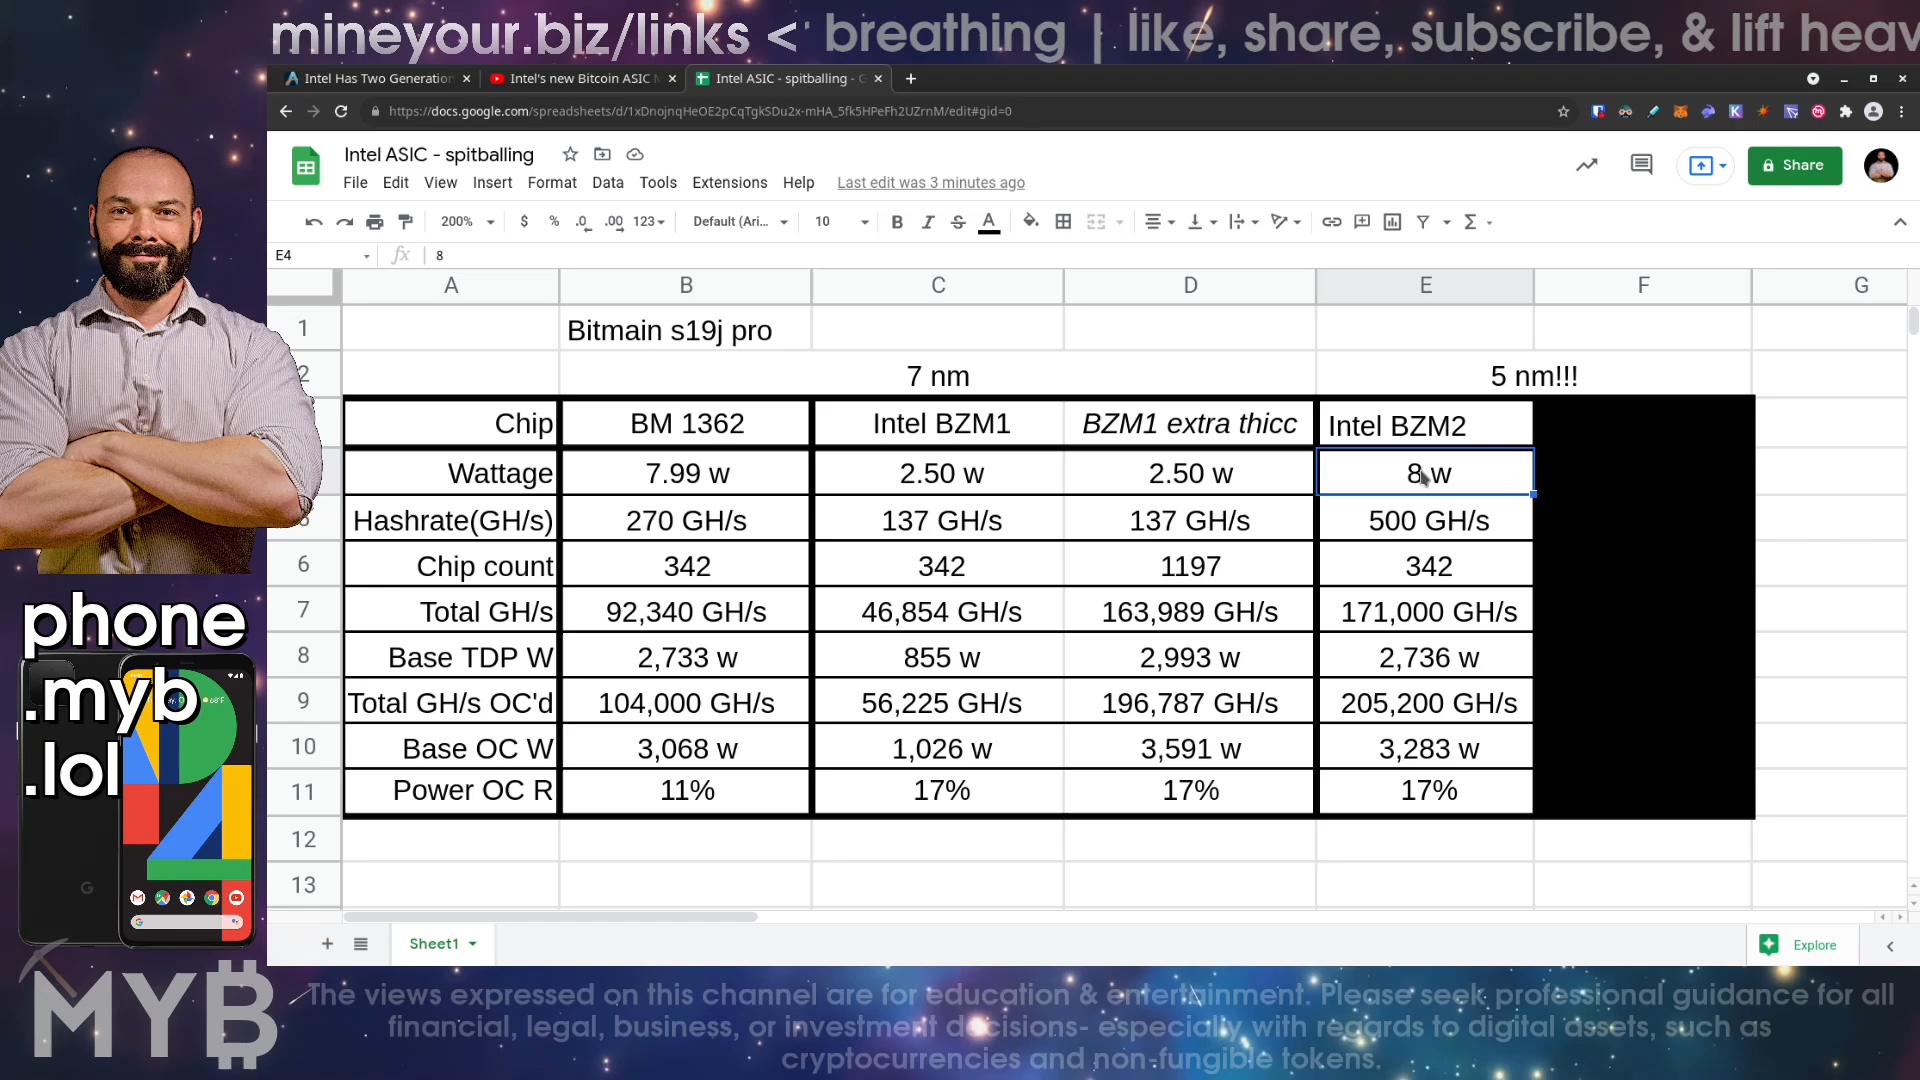 mineyour.biz/links < breathing | like, share, subscribe, & lift heav
Intel Has Two Generation
Intel's new Bitcoin ASIC
Intel ASIC - spitballing - G
https://docs.google.com/spreadsheets/d/1xDnojnqHeOE2pCqTgkSDu2x-mHA_5fk5HPeFh2UZrnM/edit#gid=0
Intel ASIC - spitballing
Share
File Edit View Insert Format Data Tools Extensions Help Last edit was 3 minutes ago
200% $ % .0 .00 123 Default (Ari... 10 B I S A Σ
E4 fx 8
A B C D E F G
1 Bitmain s19j pro
2 7 nm 5 nm!!!
Chip BM 1362 Intel BZM1 BZM1 extra thicc Intel BZM2
Wattage 7.99 w 2.50 w 2.50 w 8 w
Hashrate(GH/s) 270 GH/s 137 GH/s 137 GH/s 500 GH/s
6 Chip count 342 342 1197 342
7 Total GH/s 92,340 GH/s 46,854 GH/s 163,989 GH/s 171,000 GH/s
8 Base TDP W 2,733 w 855 w 2,993 w 2,736 w
9 Total GH/s OC'd 104,000 GH/s 56,225 GH/s 196,787 GH/s 205,200 GH/s
10 Base OC W 3,068 w 1,026 w 3,591 w 3,283 w
11 Power OC R 11% 17% 17% 17%
12
13
Sheet1
Explore
phone
.myb
.lol
G
MYB
The views expressed on this channel are for education & entertainment. Please seek professional guidance for all
financial, legal, business, or investment decisions- especially with regards to digital assets, such as
cryptocurrencies and non-fungible tokens.